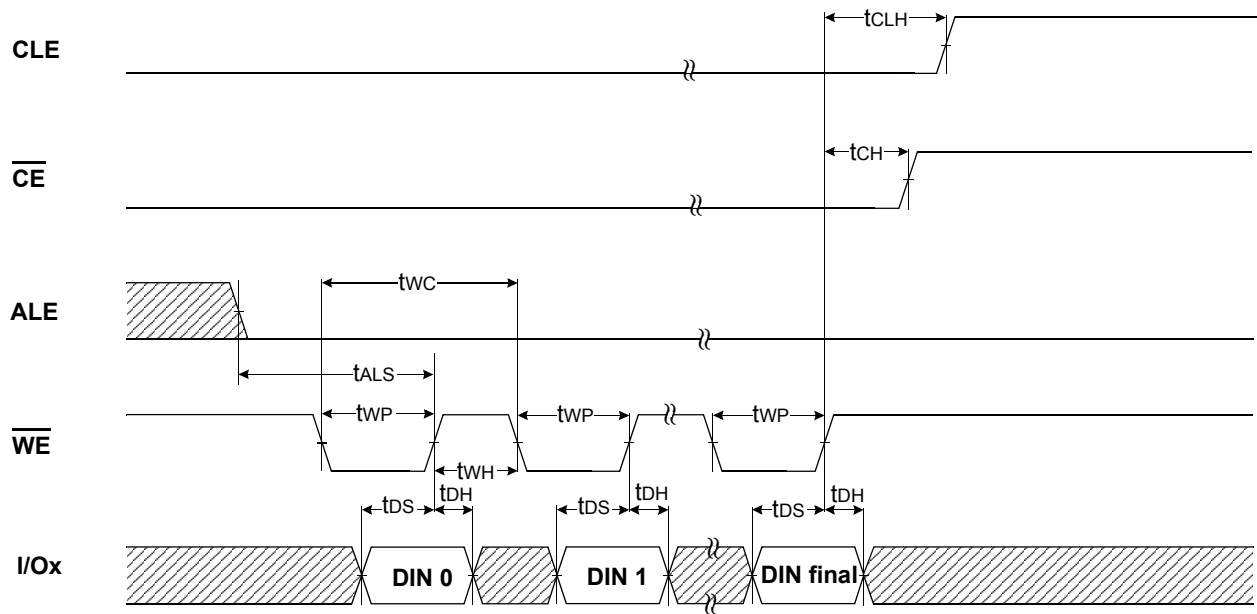 tCLH
CLE
tCH
CE
tWC
ALE
tALS
tWP
tWP
tWP
WE
tWH
tDH
tDH
tDH
tDS
tDS
tDS
I/Ox
DIN 0
DIN 1
DIN final